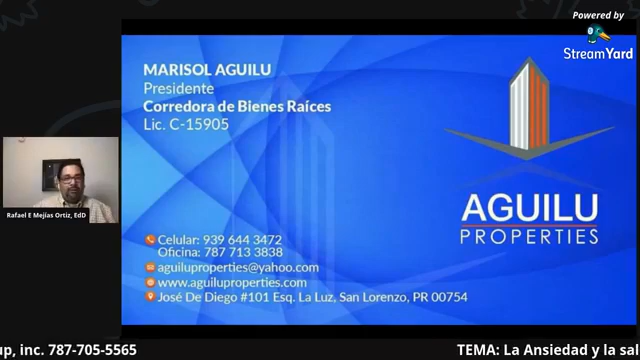 Powered by
StreamYard
MARISOL AGUILU
Presidente
Corredora de Bienes Raíces
Lic. C-15905
AGUILU
PROPERTIES
Rafael E Mejías Ortiz, EdD
Celular: 939 644 3472
Oficina: 787 713 3838
aguiluproperties@yahoo.com
www.aguiluproperties.com
José De Diego #101 Esq. La Luz, San Lorenzo, PR 00754
up, inc. 787-705-5565
TEMA: La Ansiedad y la sal